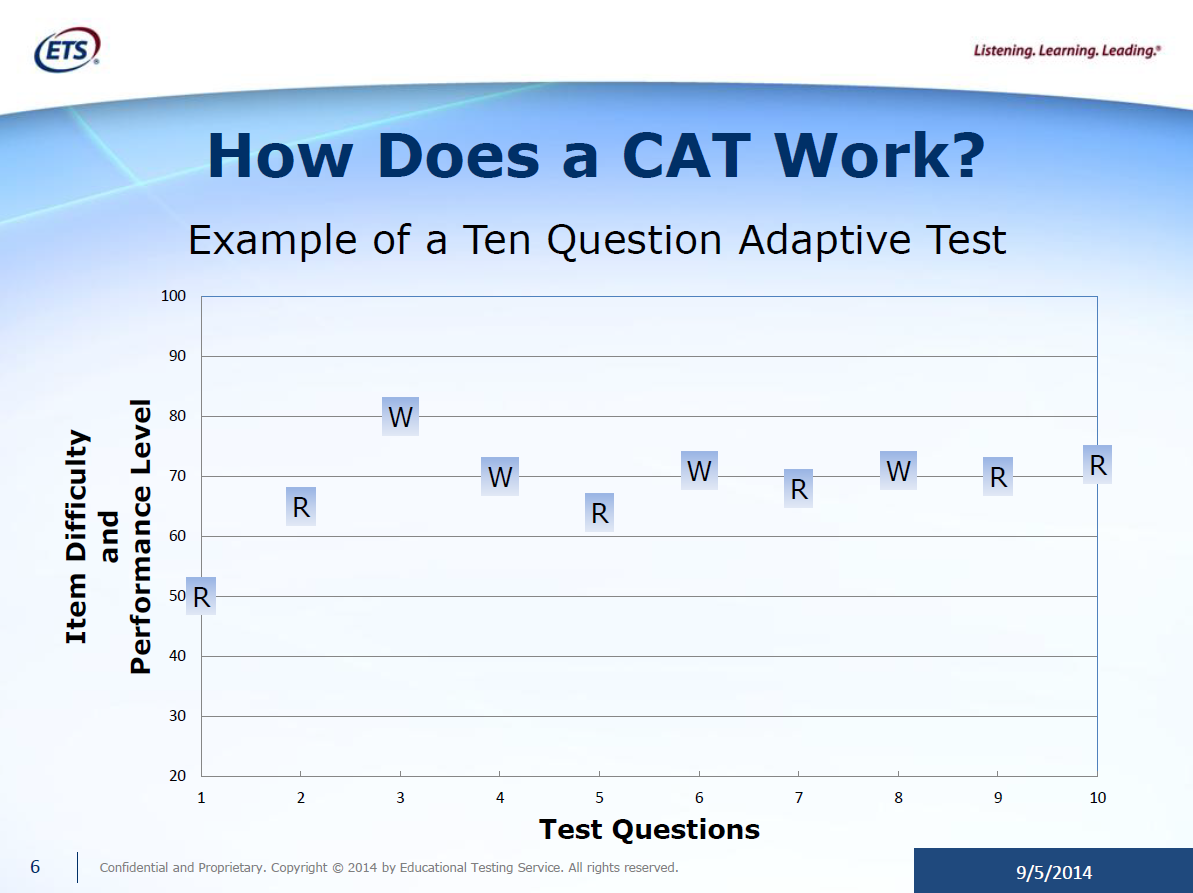 ETS®
Listening. Learning. Leading.®
How Does a CAT Work?
Example of a Ten Question Adaptive Test
Item Difficulty
and
Performance Level
100
90
80
70
60
50
40
30
20
R
R
W
W
R
W
R
W
R
R
1 2 3 4 5 6 7 8 9 10
Test Questions
6
Confidential and Proprietary. Copyright © 2014 by Educational Testing Service. All rights reserved.
9/5/2014